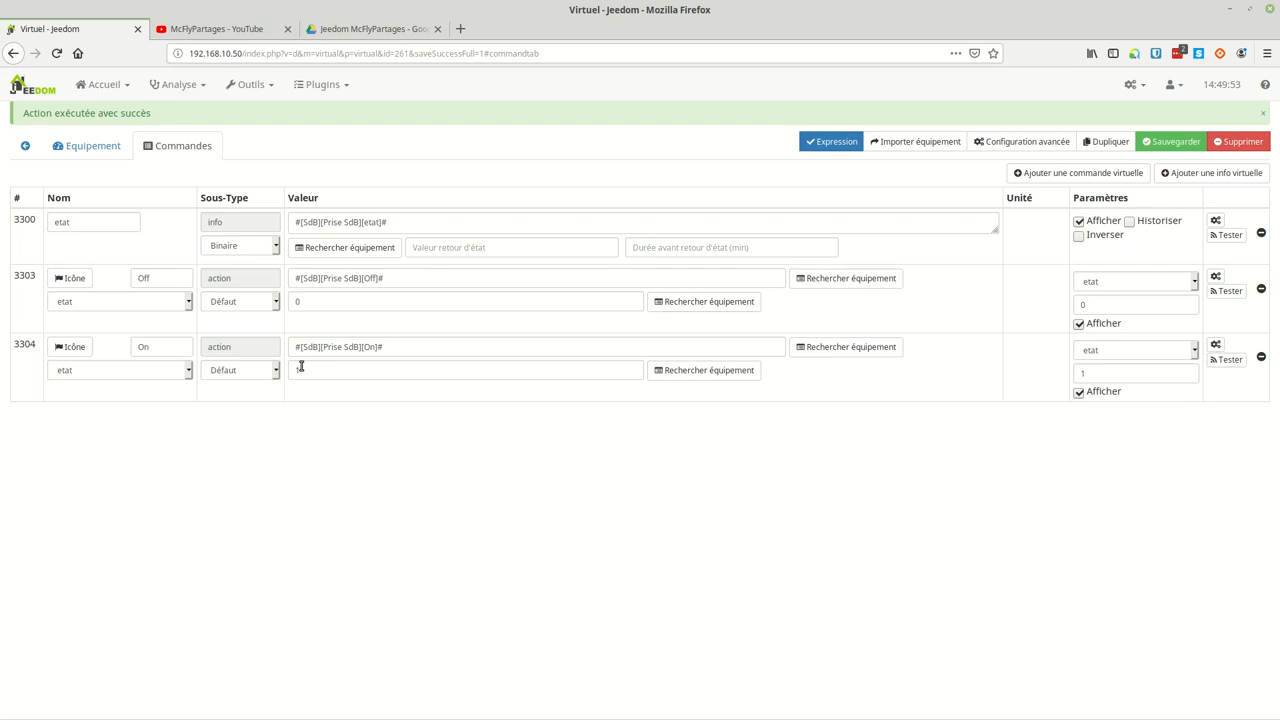 Virtuel - Jeedom - Mozilla Firefox
Virtuel - Jeedom
McFlyPartages - YouTube
Jeedom McFlyPartages - Goo
192.168.10.50/index.php?v=d&m=virtual&p=virtual&id=261&saveSuccessFull=1#commandtab
2
JEEDOM Accueil Analyse Outils Plugins 14:49:53
Action exécutée avec succès
Equipement Commandes Expression Importer équipement Configuration avancée Dupliquer Sauvegarder Supprimer
Ajouter une commande virtuelle Ajouter une info virtuelle
# Nom Sous-Type Valeur Unité Paramètres
3300 etat info #[SdB][Prise SdB][etat]# Afficher Historiser
Inverser Tester
Binaire Rechercher équipement Valeur retour d'état Durée avant retour d'état (min)
3303 Icône Off action #[SdB][Prise SdB][Off]# Rechercher équipement etat
Tester
etat Défaut 0 Rechercher équipement 0
Afficher
3304 Icône On action #[SdB][Prise SdB][On]# Rechercher équipement etat
Tester
etat Défaut 1 Rechercher équipement 1
Afficher